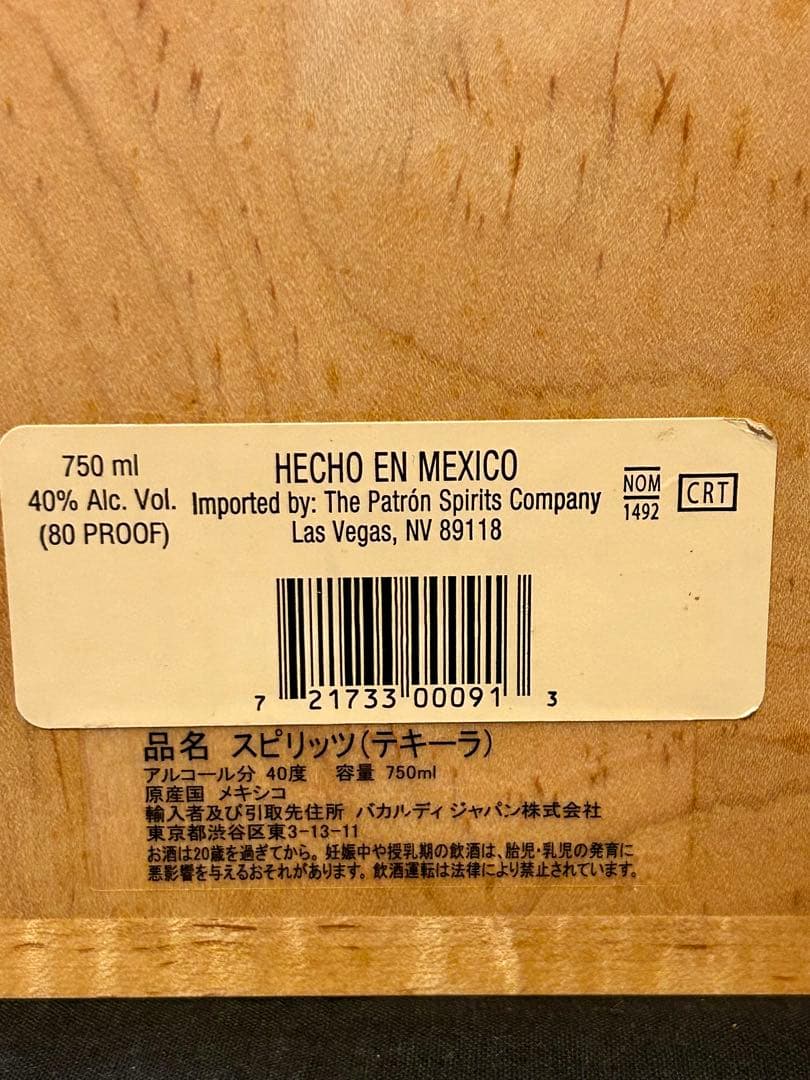 750 ml
40% Alc. Vol.
(80 PROOF)
HECHO EN MEXICO
Imported by: The Patrón Spirits Company
Las Vegas, NV 89118
NOM
1492
CRT
7 21733 00091 3
品名 スピリッツ(テキーラ)
アルコール分 40度 容量 750ml
原産国 メキシコ
輸入者及び引取先住所 バカルディ ジャパン株式会社
東京都渋谷区東3-13-11
お酒は20歳を過ぎてから。妊娠中や授乳期の飲酒は、胎児・乳児の発育に
悪影響を与えるおそれがあります。飲酒運転は法律により禁止されています。